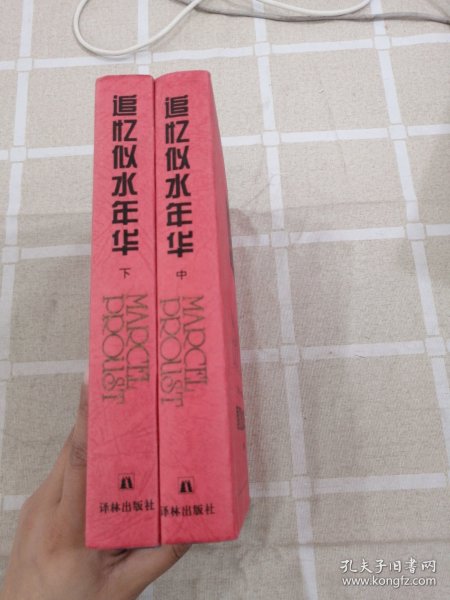 追忆似水年华
下
MARCEL
PROUST
译林出版社
追忆似水年华
中
MARCEL
PROUST
译林出版社
孔夫子旧书网
www.kongfz.com